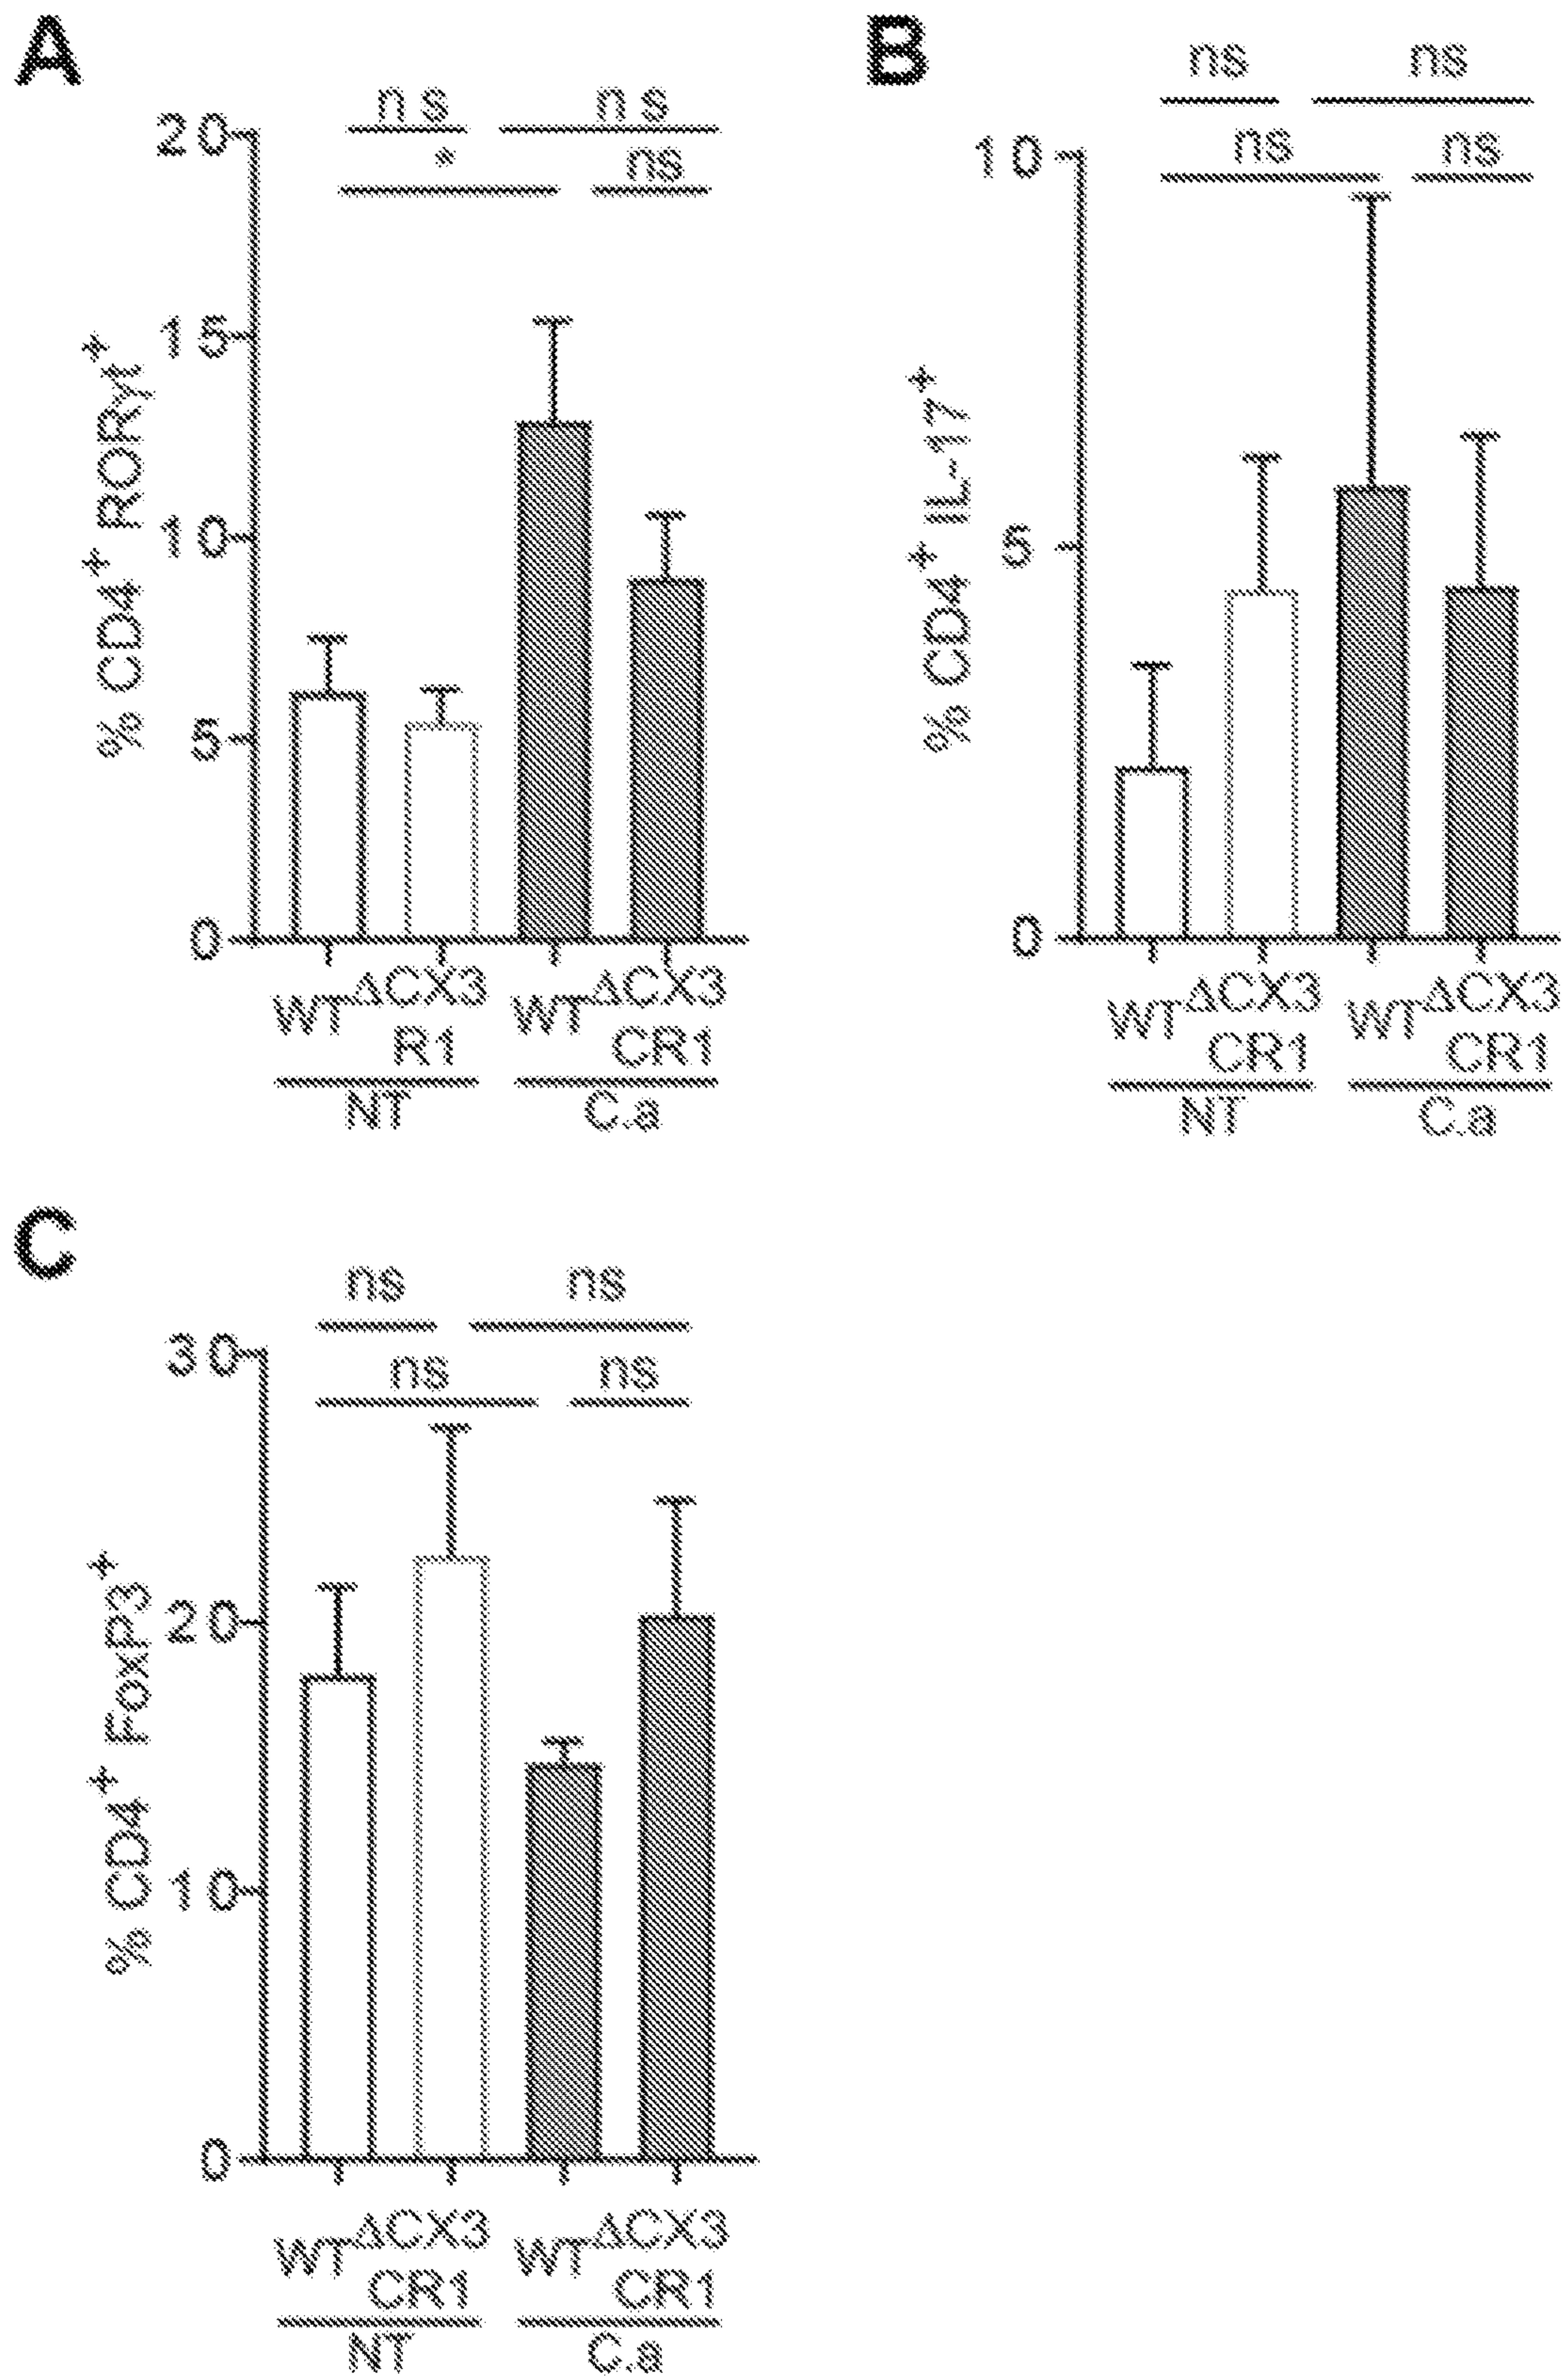 A
n s n s
* ns
% CD4+ RORγt+
20
15
10
5
0
WT ΔCX3 WT ΔCX3
R1 CR1
NT C.a
B
ns ns
ns ns
% CD4+ IL-17+
10
5
0
WT ΔCX3 WT ΔCX3
CR1 CR1
NT C.a
C
ns ns
ns ns
% CD4+ FoxP3+
30
20
10
0
WT ΔCX3 WT ΔCX3
CR1 CR1
NT C.a